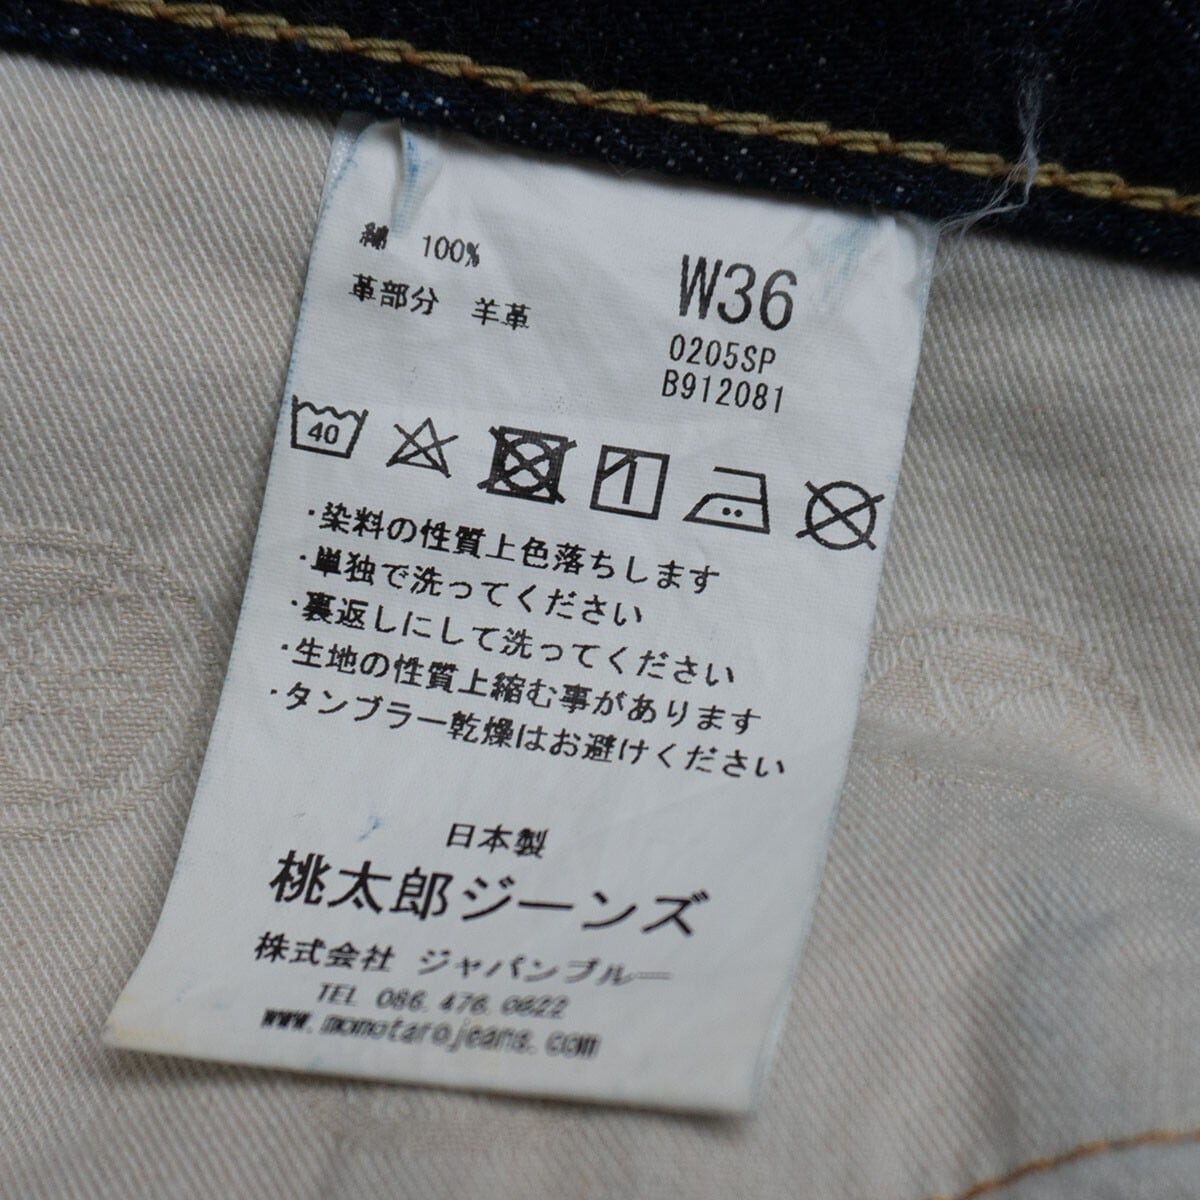 綿 100%
革部分 羊革
W36
0205SP
B912081
40
・染料の性質上色落ちします
・単独で洗ってください
・裏返しにして洗ってください
・生地の性質上縮む事があります
・タンブラー乾燥はお避けください
日本製
桃太郎ジーンズ
株式会社 ジャパンブルー
TEL 086.476.0622
www.momotarojeans.com